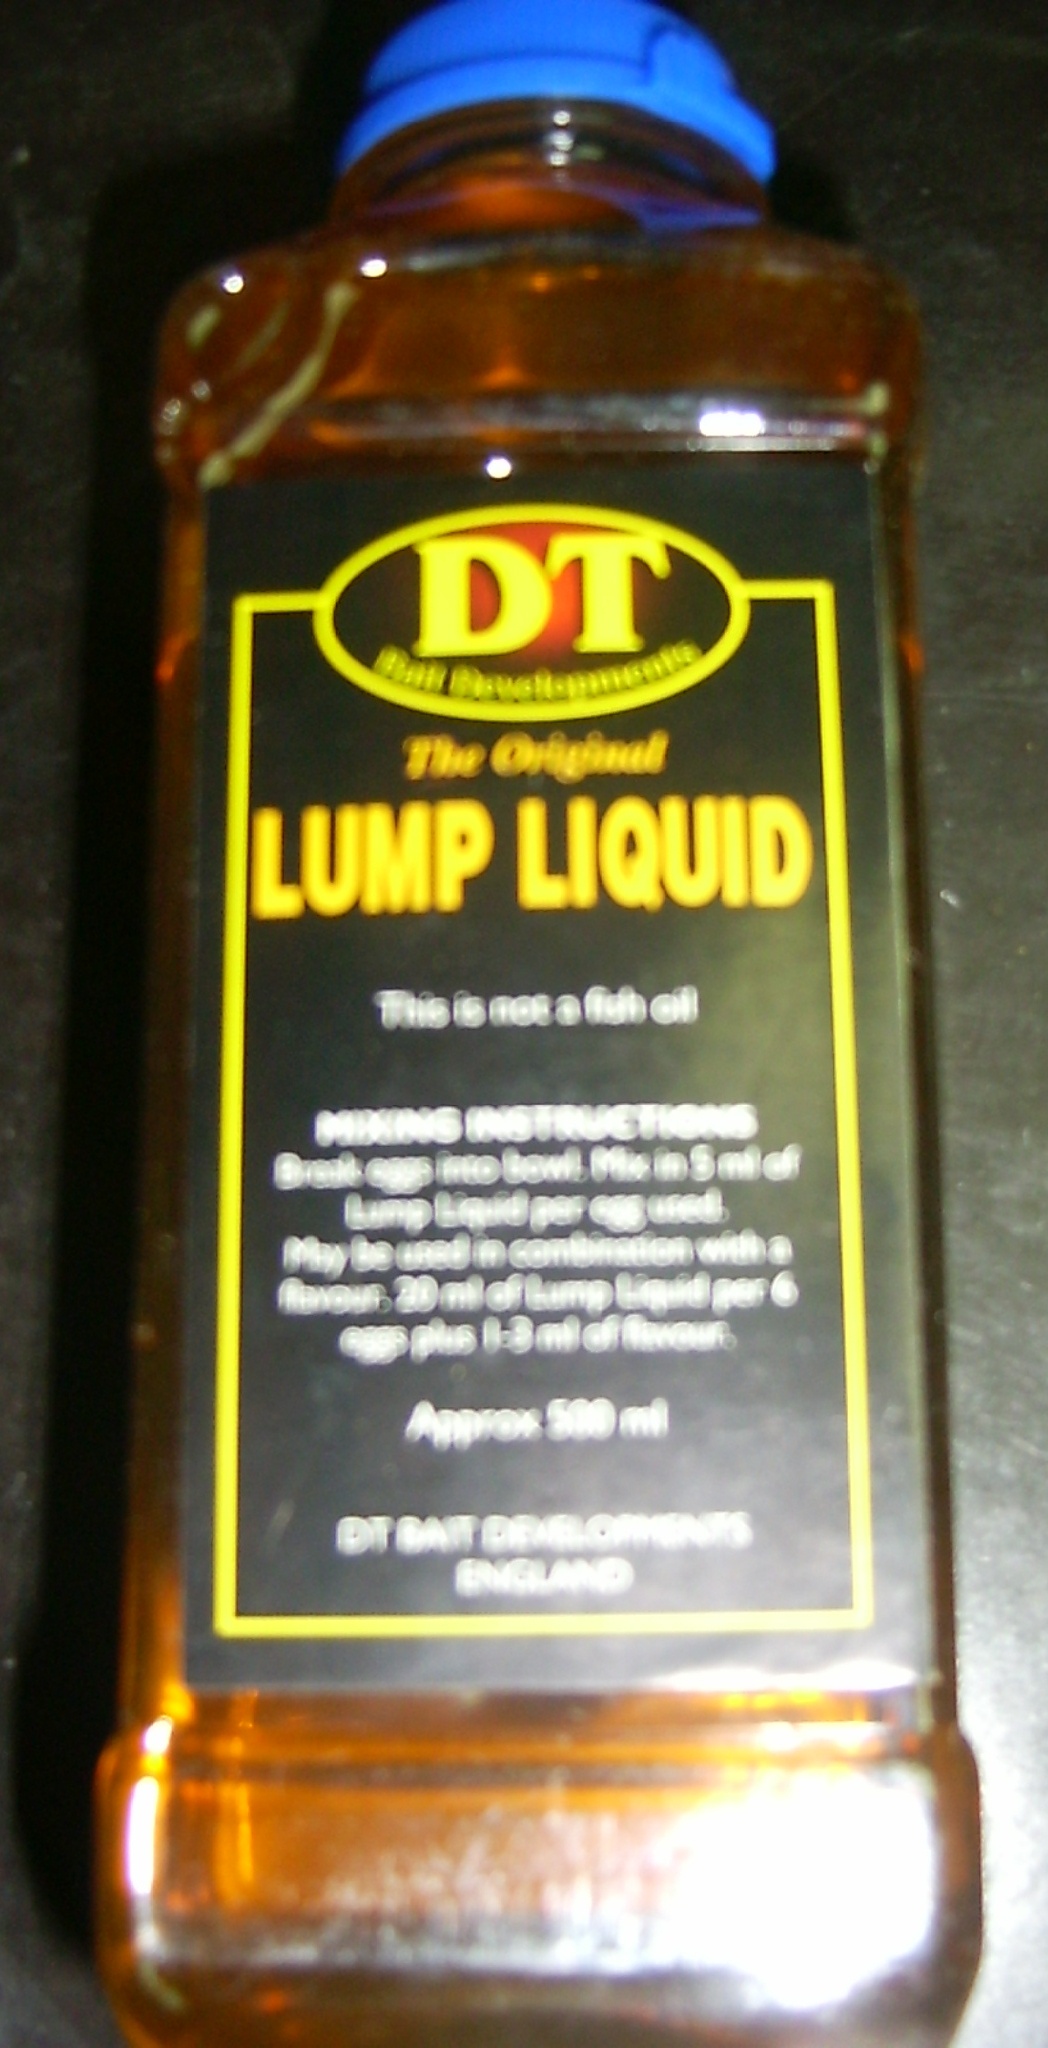 DT
Bait Developments
The Original
LUMP LIQUID
This is not a fish oil
MIXING INSTRUCTIONS
Break eggs into bowl. Mix in 5 ml of
Lump Liquid per egg used.
May be used in combination with a
flavour. 20 ml of Lump Liquid per 6
eggs plus 1-3 ml of flavour.
Approx 500 ml
DT BAIT DEVELOPMENTS
ENGLAND